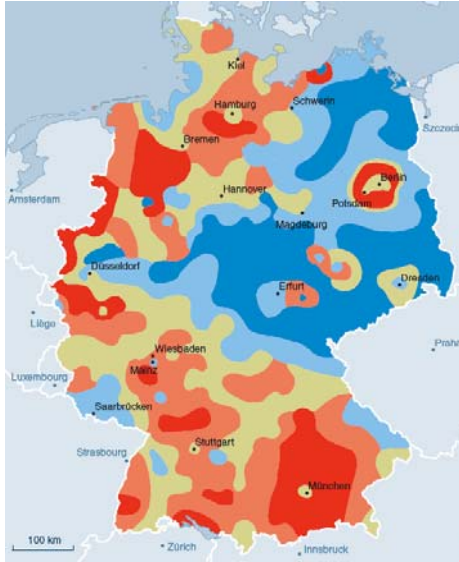 Kiel
Hamburg
Schwerin
Szczecin
Bremen
Amsterdam
Hannover
Berlin
Potsdam
Magdeburg
Düsseldorf
Erfurt
Dresden
Liège
Praha
Wiesbaden
Mainz
Luxembourg
Saarbrücken
Strasbourg
Stuttgart
München
100 km
Zürich
Innsbruck